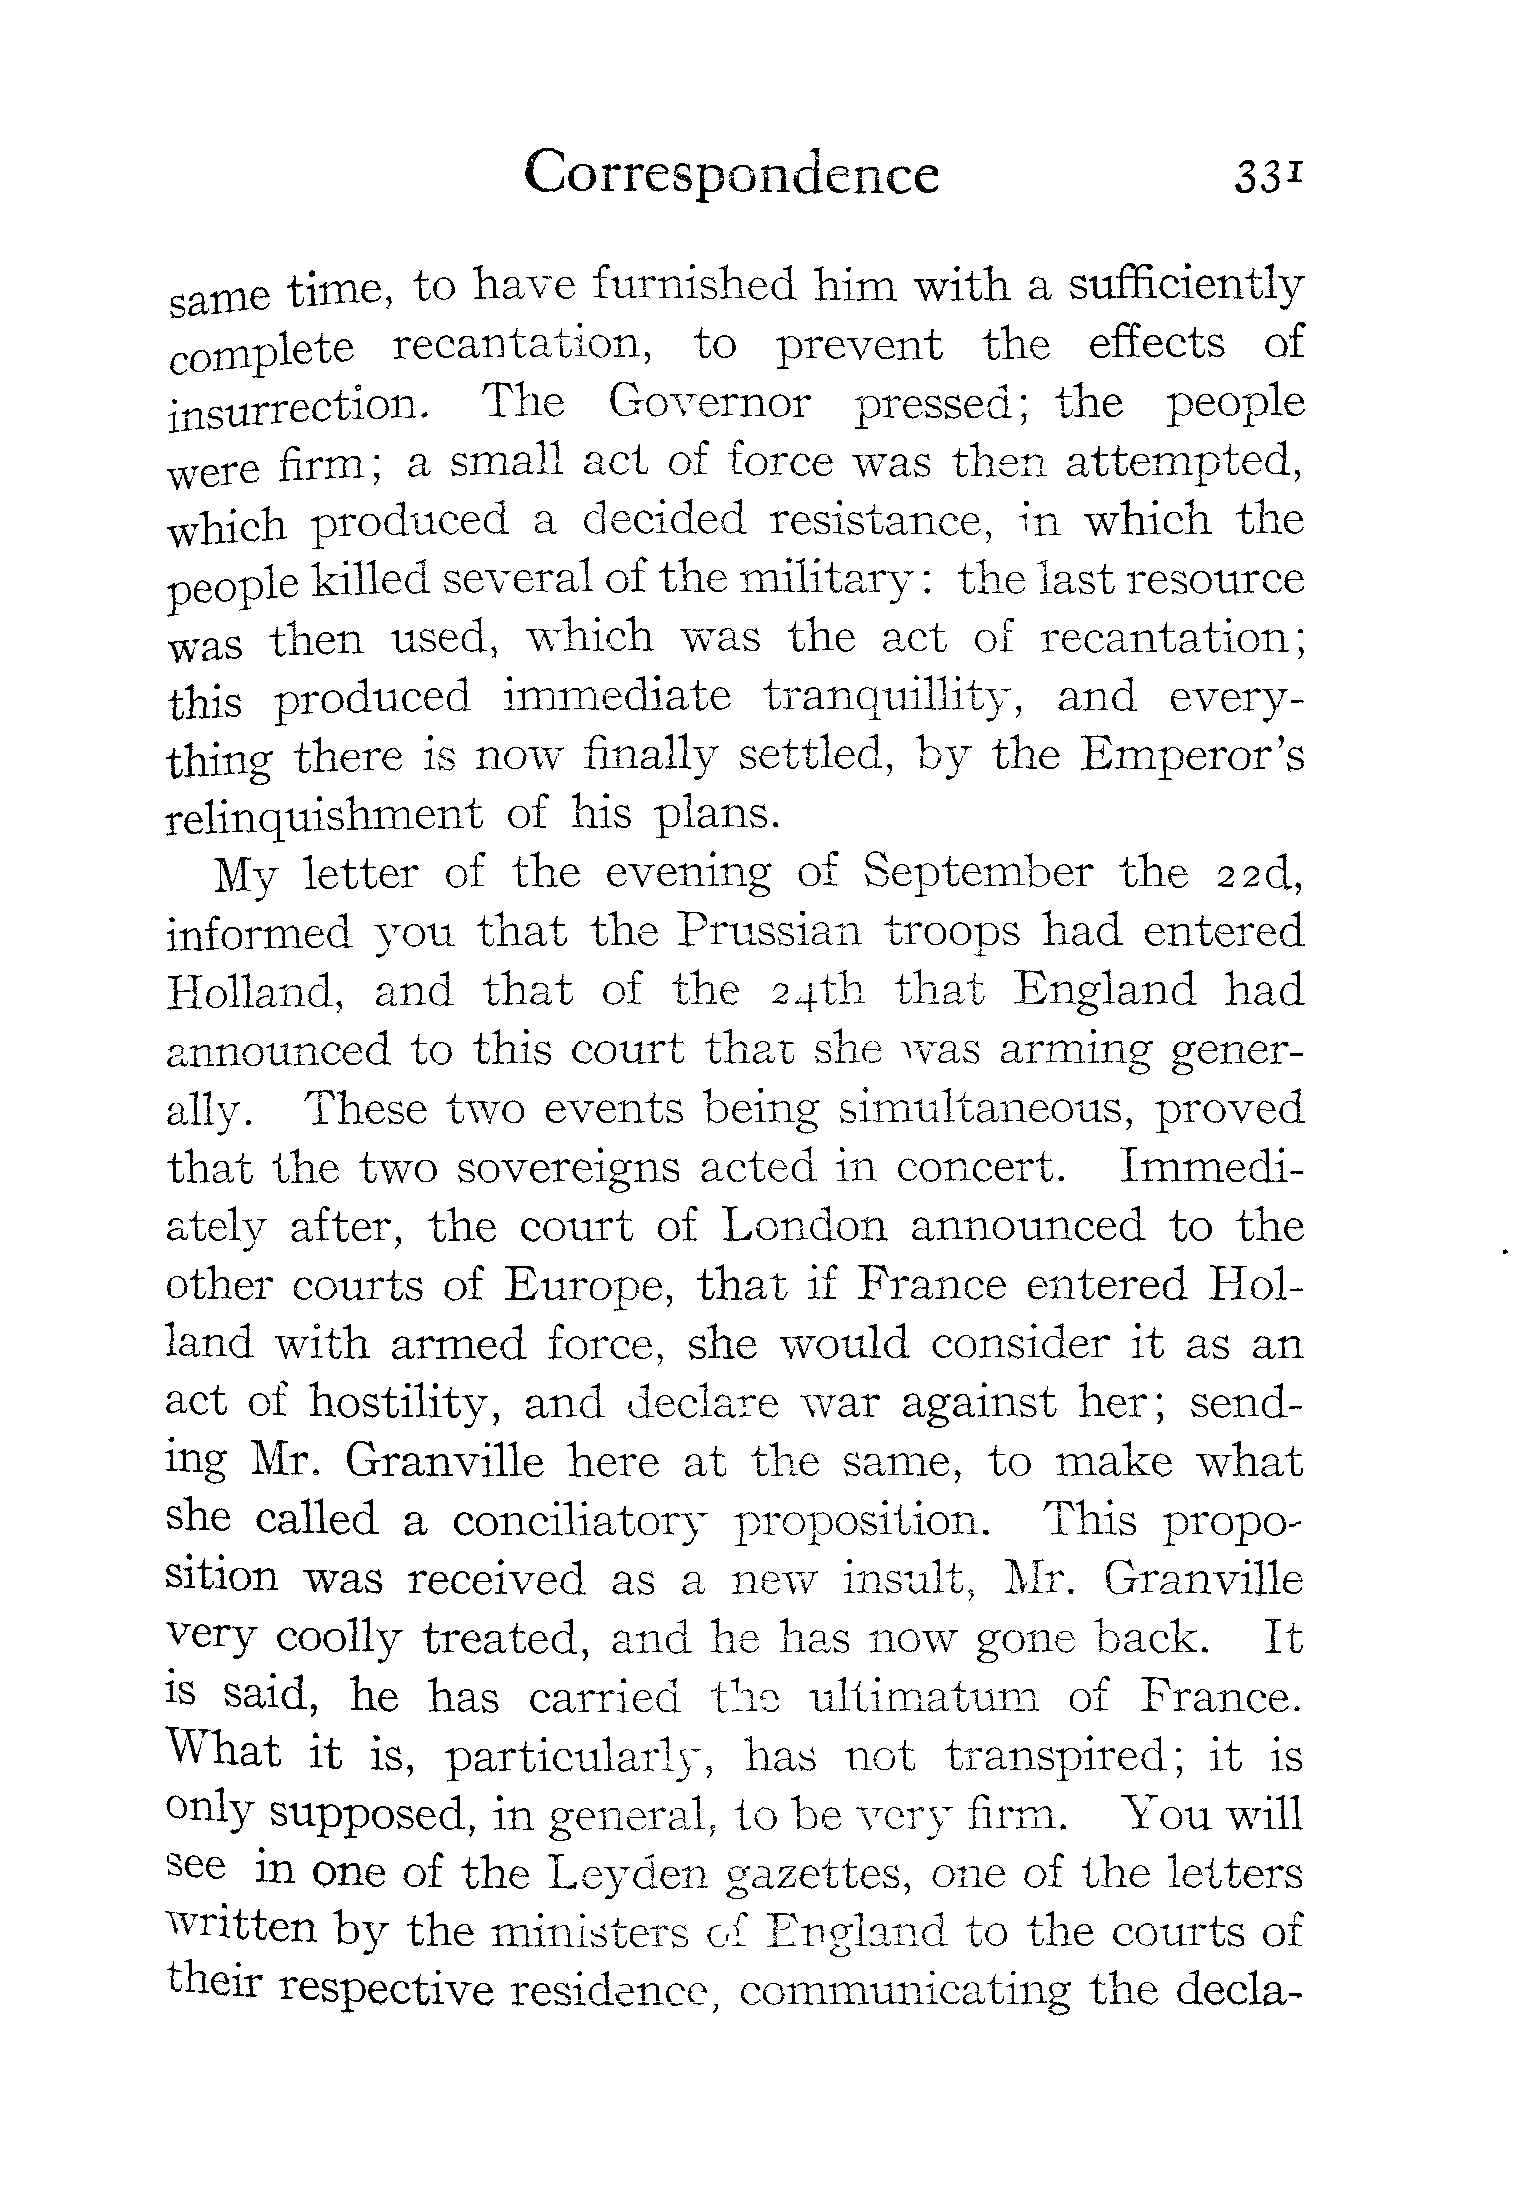 Correspondence 331
same time, to have furnished him with a sufficiently
complete recantation, to prevent the effects of
insurrection. The Governor pressed; the people
were firm; a small act of force was then attempted,
which produced a decided resistance, in which the
people killed several of the military: the last resource
was then used, which was the act of recantation;
this produced immediate tranquillity, and every-
thing there is now finally settled, by the Emperor's
relinquishment of his plans.
My letter of the evening of September the 22d,
informed you that the Prussian troops had entered
Holland, and that of the 24th that England had
announced to this court that she was arming gener-
ally. These two events being simultaneous, proved
that the two sovereigns acted in concert. Immedi-
ately after, the court of London announced to the
other courts of Europe, that if France entered Hol-
land with armed force, she would consider it as an
act of hostility, and declare war against her; send-
ing Mr. Granville here at the same, to make what
she called a conciliatory proposition. This propo-
sition was received as a new insult, Mr. Granville
very coolly treated, and he has now gone back. It
is said, he has carried the ultimatum of France.
What it is, particularly, has not transpired; it is
only supposed, in general, to be very firm. You will
see in one of the Leyden gazettes, one of the letters
written by the ministers of England to the courts of
their respective residence, communicating the decla-